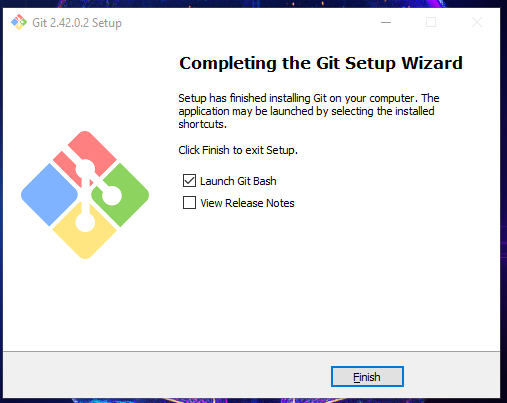 Git 2.42.0.2 Setup
Completing the Git Setup Wizard
Setup has finished installing Git on your computer. The
application may be launched by selecting the installed
shortcuts.
Click Finish to exit Setup.
Launch Git Bash
View Release Notes
Finish